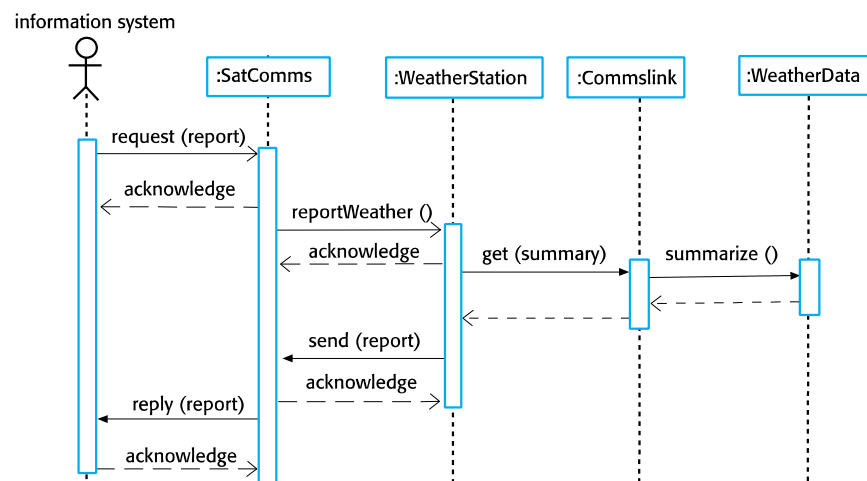 information system
:SatComms
:WeatherStation
:Commslink
:WeatherData
request (report)
acknowledge
reportWeather ()
acknowledge
get (summary)
summarize ()
send (report)
acknowledge
reply (report)
acknowledge